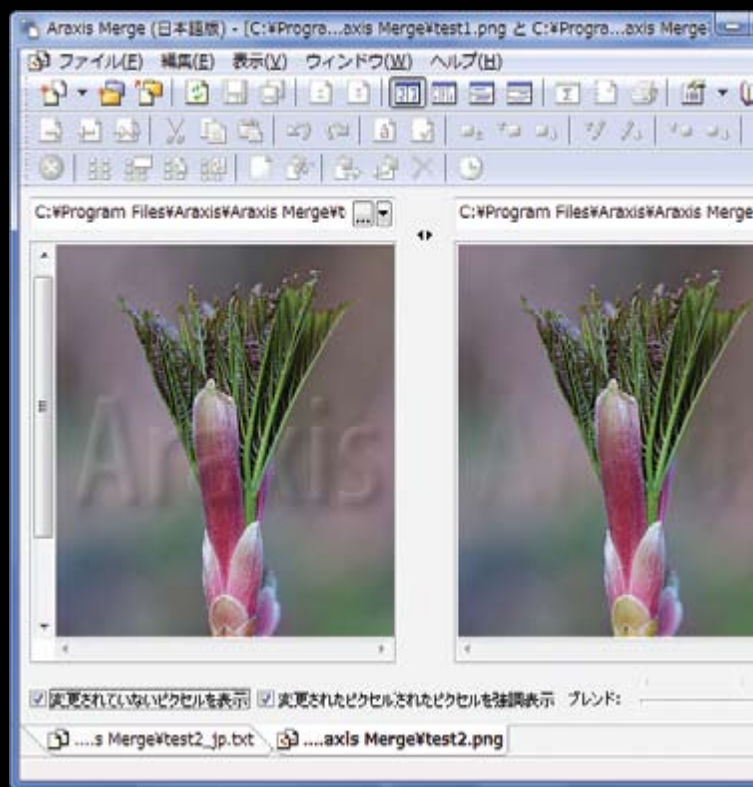 Araxis Merge (日本語版) - [C:¥Progra...axis Merge¥test1.png と C:¥Progra...axis Merge
ファイル(F) 編集(E) 表示(V) ウィンドウ(W) ヘルプ(H)
C:¥Program Files¥Araxis¥Araxis Merge¥t
C:¥Program Files¥Araxis¥Araxis Merge
Araxis
変更されていないピクセルを表示 変更されたピクセルされたピクセルを強調表示 ブレンド:
....s Merge¥test2_jp.txt ....axis Merge¥test2.png